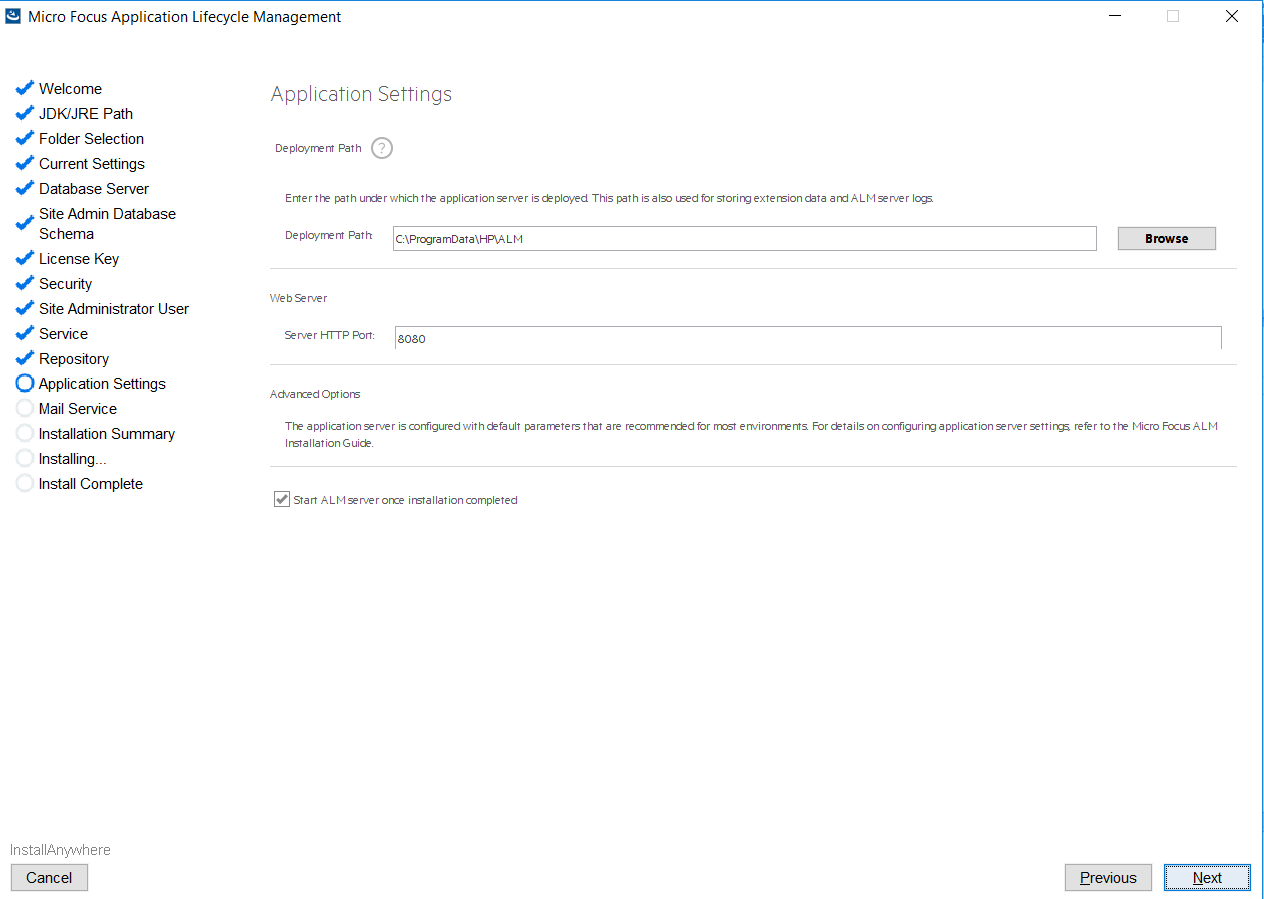 Micro Focus Application Lifecycle Management
Welcome
JDK/JRE Path
Folder Selection
Current Settings
Database Server
Site Admin Database
Schema
License Key
Security
Site Administrator User
Service
Repository
Application Settings
Mail Service
Installation Summary
Installing...
Install Complete
Application Settings
Deployment Path ?
Enter the path under which the application server is deployed. This path is also used for storing extension data and ALM server logs.
Deployment Path: C:\ProgramData\HP\ALM Browse
Web Server
Server HTTP Port: 8080
Advanced Options
The application server is configured with default parameters that are recommended for most environments. For details on configuring application server settings, refer to the Micro Focus ALM
Installation Guide.
Start ALM server once installation completed
InstallAnywhere
Cancel Previous Next